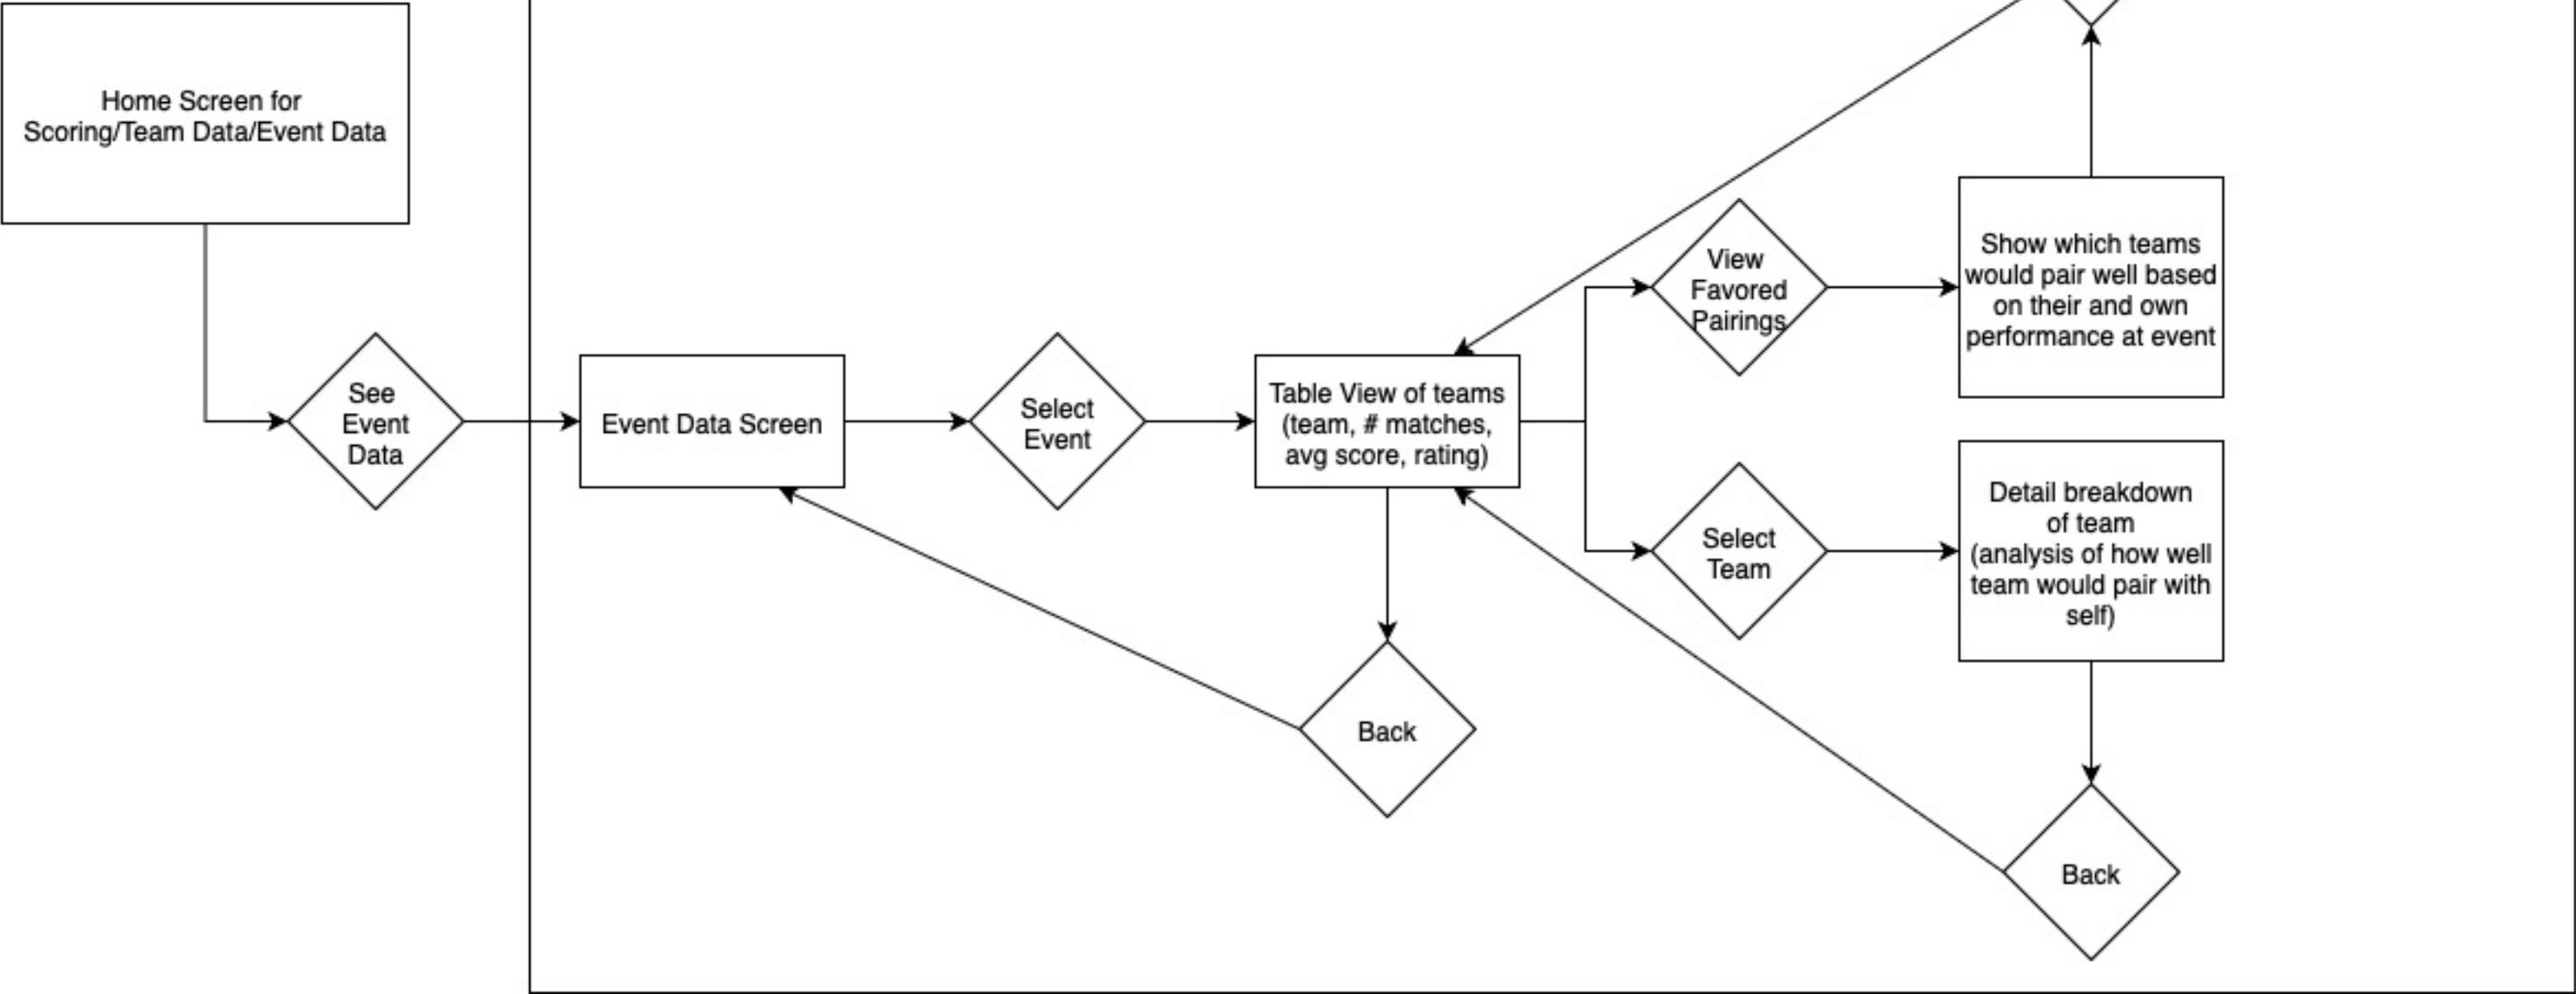 Home Screen for
Scoring/Team Data/Event Data
See
Event
Data
Event Data Screen
Select
Event
Table View of teams
(team, # matches,
avg score, rating)
View
Favored
Pairings
Show which teams
would pair well based
on their and own
performance at event
Select
Team
Detail breakdown
of team
(analysis of how well
team would pair with
self)
Back
Back